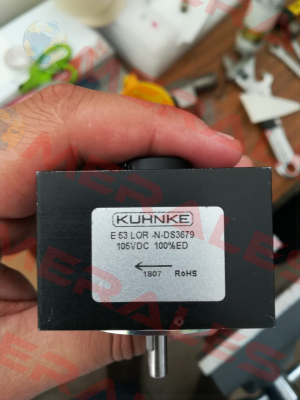 KUHNKE
E 53 LOR -N-DS3679
105VDC 100%ED
1807 RoHS